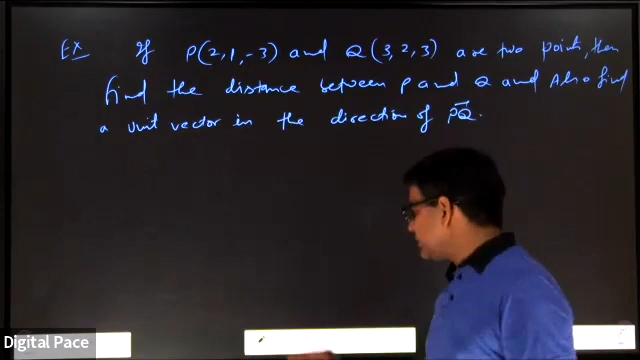 Ex If P(2,1,-3) and Q(3,2,3) are two points, then
find the distance between P and Q and Also find
a unit vector in the direction of \vec{PQ}.
Digital Pace